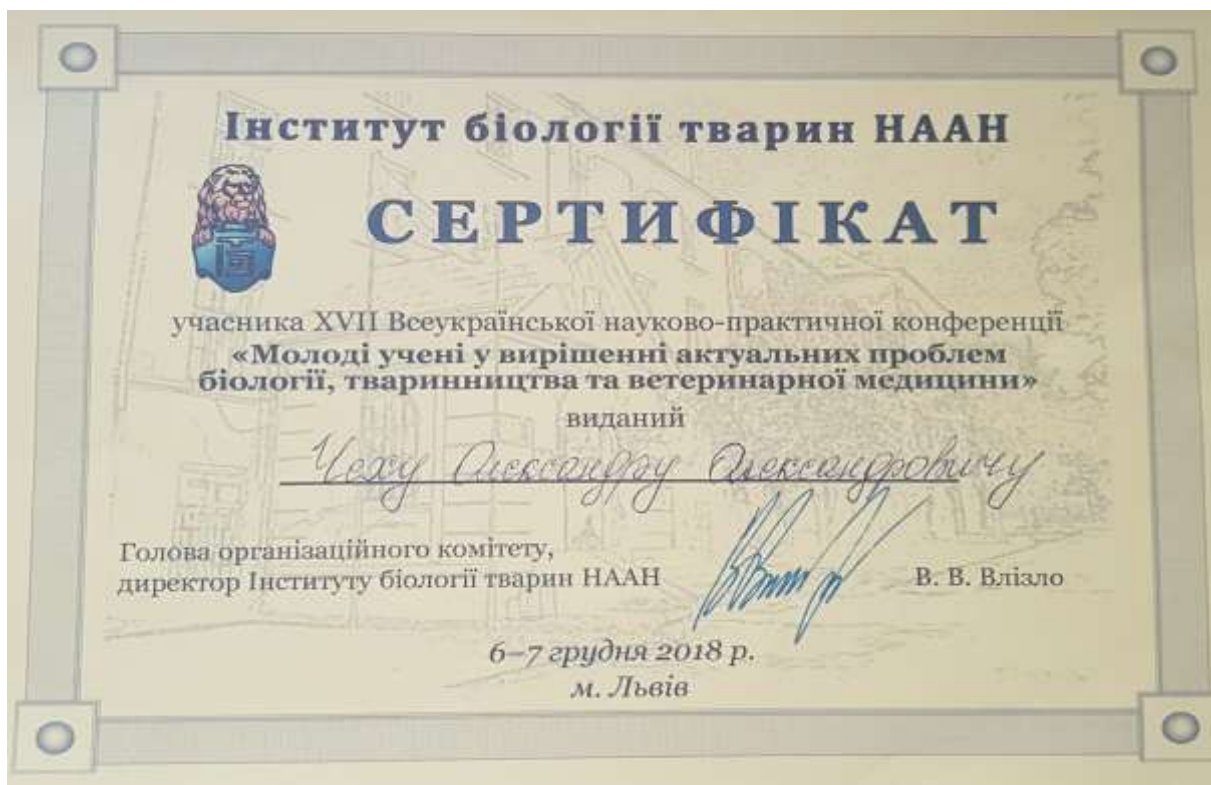 Інститут біології тварин НААН
СЕРТИФІКАТ
учасника XVII Всеукраїнської науково-практичної конференції
«Молоді учені у вирішенні актуальних проблем
біології, тваринництва та ветеринарної медицини»
виданий
Чеху Олександру Олександровичу
Голова організаційного комітету,
директор Інституту біології тварин НААН
В. В. Влізло
6–7 грудня 2018 р.
м. Львів